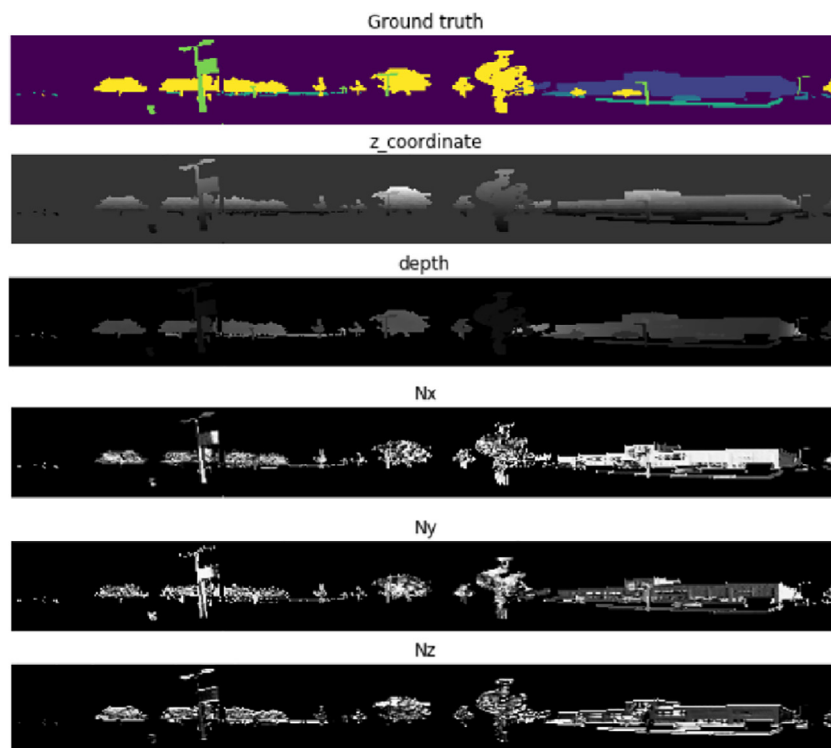 Ground truth
z_coordinate
depth
Nx
Ny
Nz